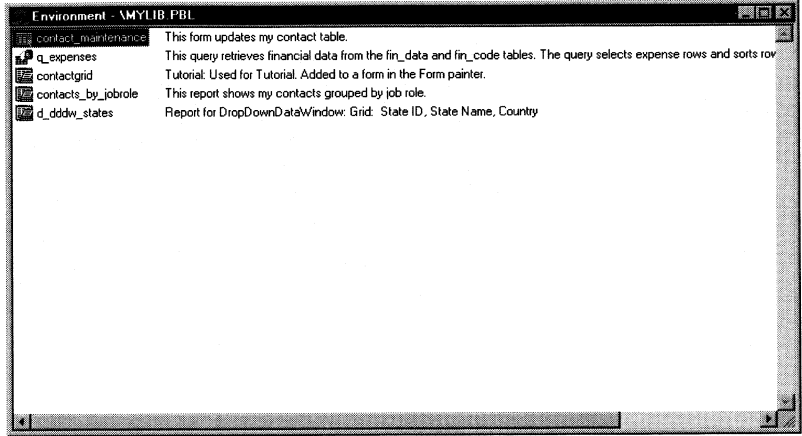 Environment - \MYLIB.PBL
contact_maintenance This form updates my contact table.
q_expenses This query retrieves financial data from the fin_data and fin_code tables. The query selects expense rows and sorts row
contactgrid Tutorial: Used for Tutorial. Added to a form in the Form painter.
contacts_by_jobrole This report shows my contacts grouped by job role.
d_dddw_states Report for DropDownDataWindow: Grid: State ID, State Name, Country